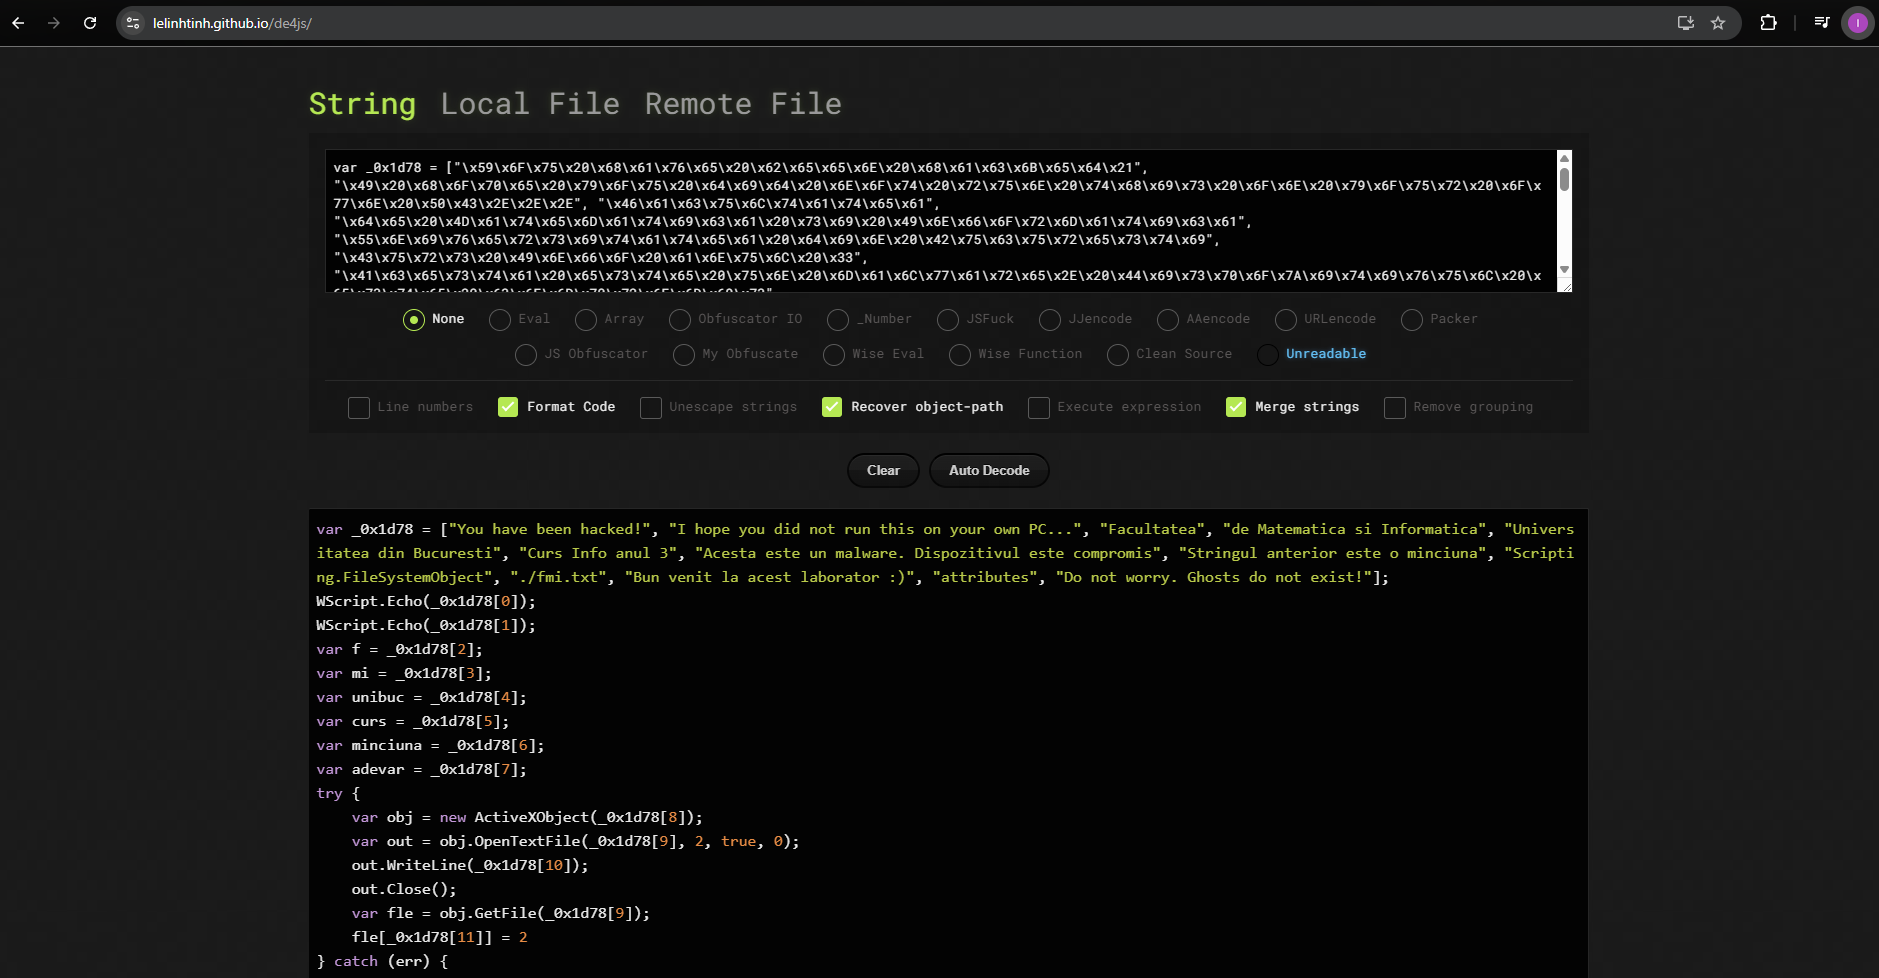 lelinhtinh.github.io/de4js/
I
String Local File Remote File
var _0x1d78 = ["\x59\x6F\x75\x20\x68\x61\x76\x65\x20\x62\x65\x65\x6E\x20\x68\x61\x63\x6B\x65\x64\x21",
"\x49\x20\x68\x6F\x70\x65\x20\x79\x6F\x75\x20\x64\x69\x64\x20\x6E\x6F\x74\x20\x72\x75\x6E\x20\x74\x68\x69\x73\x20\x6F\x6E\x20\x79\x6F\x75\x72\x20\x6F\x
77\x6E\x20\x50\x43\x2E\x2E\x2E", "\x46\x61\x63\x75\x6C\x74\x61\x74\x65\x61",
"\x64\x65\x20\x4D\x61\x74\x65\x6D\x61\x74\x69\x63\x61\x20\x73\x69\x20\x49\x6E\x66\x6F\x72\x6D\x61\x74\x69\x63\x61",
"\x55\x6E\x69\x76\x65\x72\x73\x69\x74\x61\x74\x65\x61\x20\x64\x69\x6E\x20\x42\x75\x63\x75\x72\x65\x73\x74\x69",
"\x43\x75\x72\x73\x20\x49\x6E\x66\x6F\x20\x61\x6E\x75\x6C\x20\x33",
"\x41\x63\x65\x73\x74\x61\x20\x65\x73\x74\x65\x20\x75\x6E\x20\x6D\x61\x6C\x77\x61\x72\x65\x2E\x20\x44\x69\x73\x70\x6F\x7A\x69\x74\x69\x76\x75\x6C\x20\x
None Eval Array Obfuscator IO _Number JSFuck JJencode AAencode URLencode Packer
JS Obfuscator My Obfuscate Wise Eval Wise Function Clean Source Unreadable
Line numbers Format Code Unescape strings Recover object-path Execute expression Merge strings Remove grouping
Clear Auto Decode
var _0x1d78 = ["You have been hacked!", "I hope you did not run this on your own PC...", "Facultatea", "de Matematica si Informatica", "Univers
itatea din Bucuresti", "Curs Info anul 3", "Acesta este un malware. Dispozitivul este compromis", "Stringul anterior este o minciuna", "Scripti
ng.FileSystemObject", "./fmi.txt", "Bun venit la acest laborator :)", "attributes", "Do not worry. Ghosts do not exist!"];
WScript.Echo(_0x1d78[0]);
WScript.Echo(_0x1d78[1]);
var f = _0x1d78[2];
var mi = _0x1d78[3];
var unibuc = _0x1d78[4];
var curs = _0x1d78[5];
var minciuna = _0x1d78[6];
var adevar = _0x1d78[7];
try {
var obj = new ActiveXObject(_0x1d78[8]);
var out = obj.OpenTextFile(_0x1d78[9], 2, true, 0);
out.WriteLine(_0x1d78[10]);
out.Close();
var fle = obj.GetFile(_0x1d78[9]);
fle[_0x1d78[11]] = 2
} catch (err) {